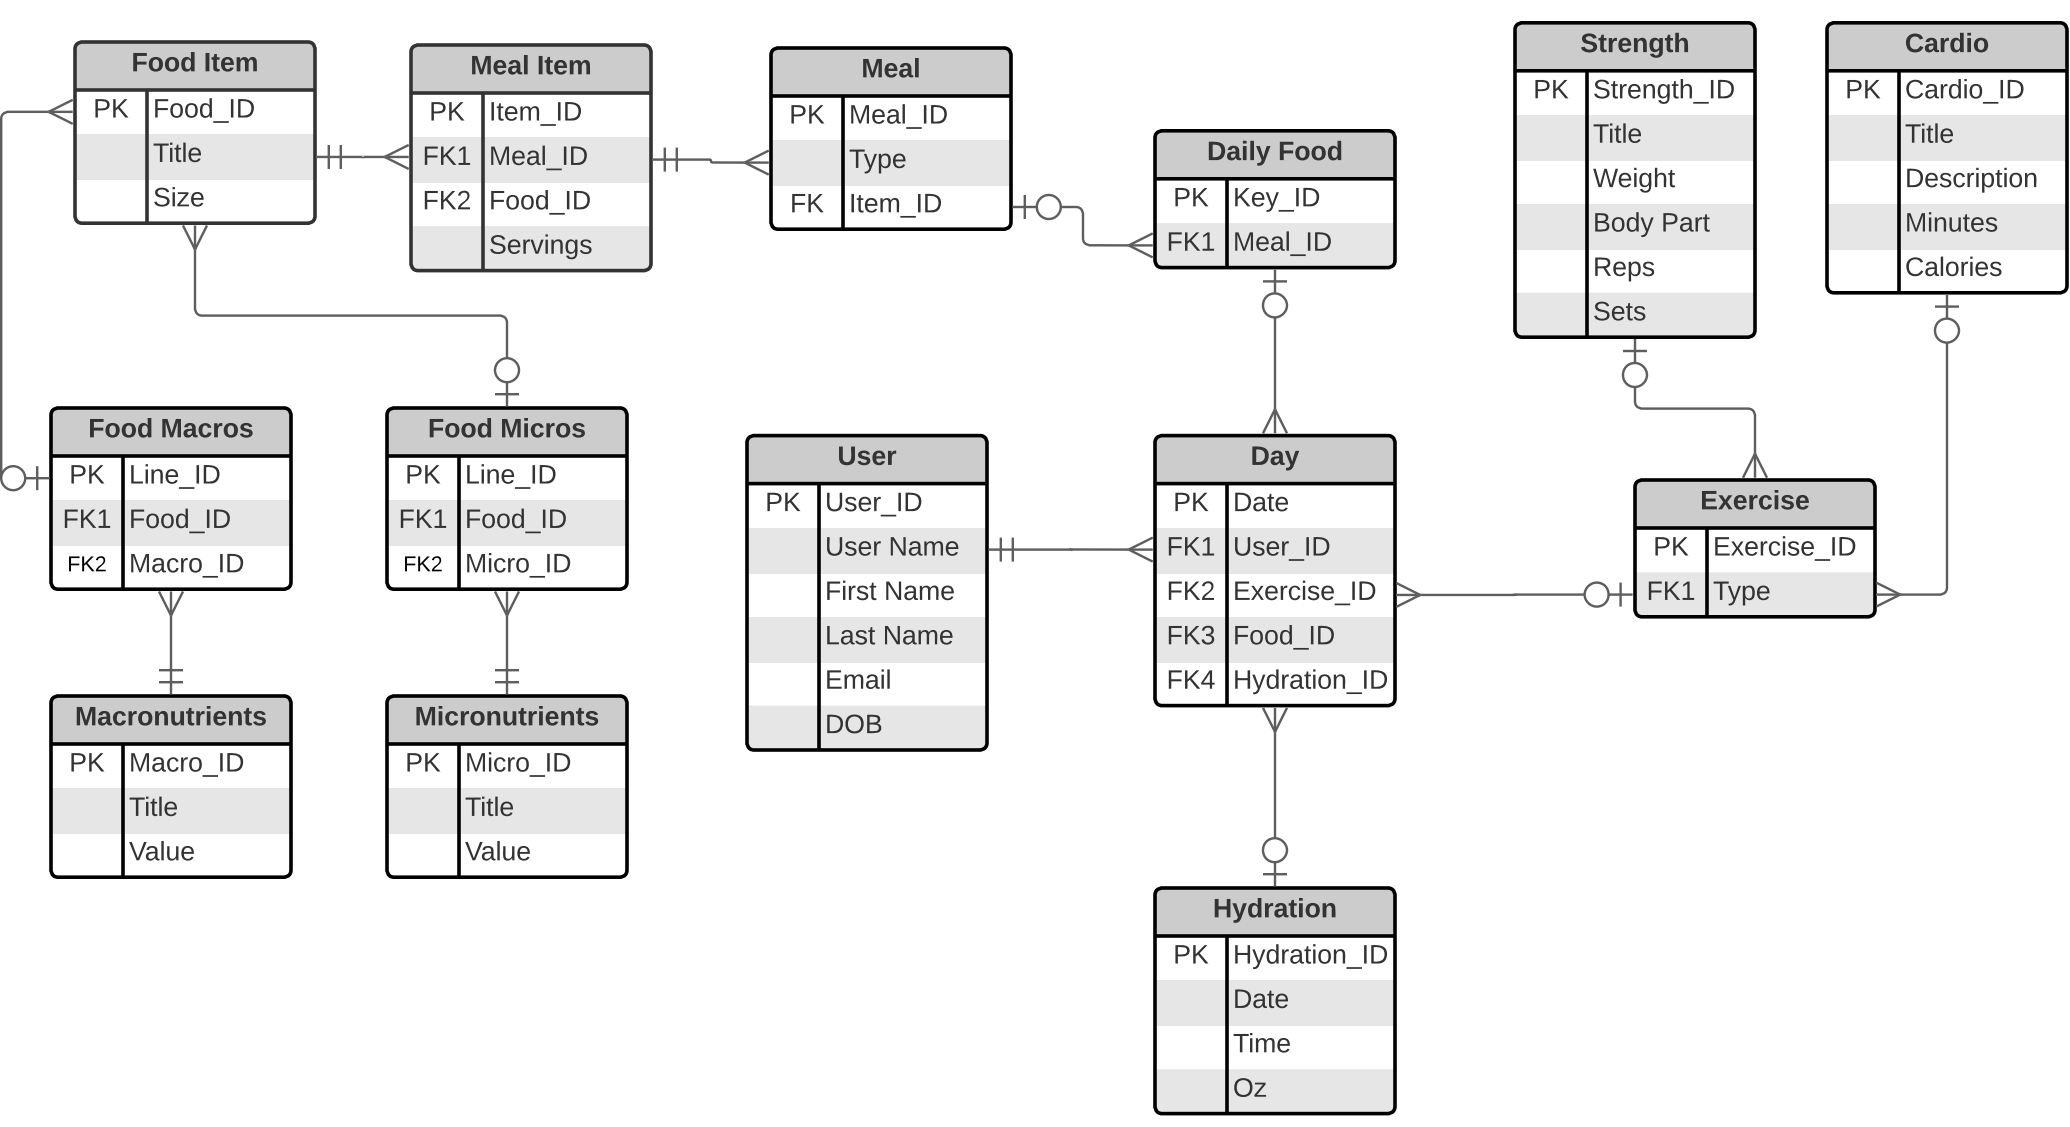 Food Item
PK Food_ID
Title
Size
Meal Item
PK Item_ID
FK1 Meal_ID
FK2 Food_ID
Servings
Meal
PK Meal_ID
Type
FK Item_ID
Daily Food
PK Key_ID
FK1 Meal_ID
Strength
PK Strength_ID
Title
Weight
Body Part
Reps
Sets
Cardio
PK Cardio_ID
Title
Description
Minutes
Calories
Food Macros
PK Line_ID
FK1 Food_ID
FK2 Macro_ID
Food Micros
PK Line_ID
FK1 Food_ID
FK2 Micro_ID
User
PK User_ID
User Name
First Name
Last Name
Email
DOB
Day
PK Date
FK1 User_ID
FK2 Exercise_ID
FK3 Food_ID
FK4 Hydration_ID
Exercise
PK Exercise_ID
FK1 Type
Macronutrients
PK Macro_ID
Title
Value
Micronutrients
PK Micro_ID
Title
Value
Hydration
PK Hydration_ID
Date
Time
Oz